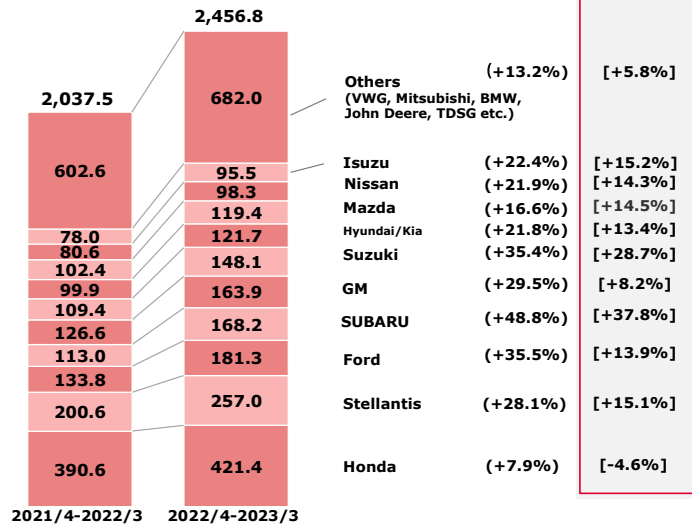 2,456.8
2,037.5
682.0
Others (+13.2%) [+5.8%]
(VWG, Mitsubishi, BMW,
John Deere, TDSG etc.)
602.6
95.5 Isuzu (+22.4%) [+15.2%]
98.3 Nissan (+21.9%) [+14.3%]
78.0 119.4 Mazda (+16.6%) [+14.5%]
80.6 121.7 Hyundai/Kia (+21.8%) [+13.4%]
102.4 148.1 Suzuki (+35.4%) [+28.7%]
99.9 163.9 GM (+29.5%) [+8.2%]
109.4 168.2 SUBARU (+48.8%) [+37.8%]
126.6 181.3 Ford (+35.5%) [+13.9%]
113.0
133.8
200.6 257.0 Stellantis (+28.1%) [+15.1%]
390.6 421.4 Honda (+7.9%) [-4.6%]
2021/4-2022/3 2022/4-2023/3